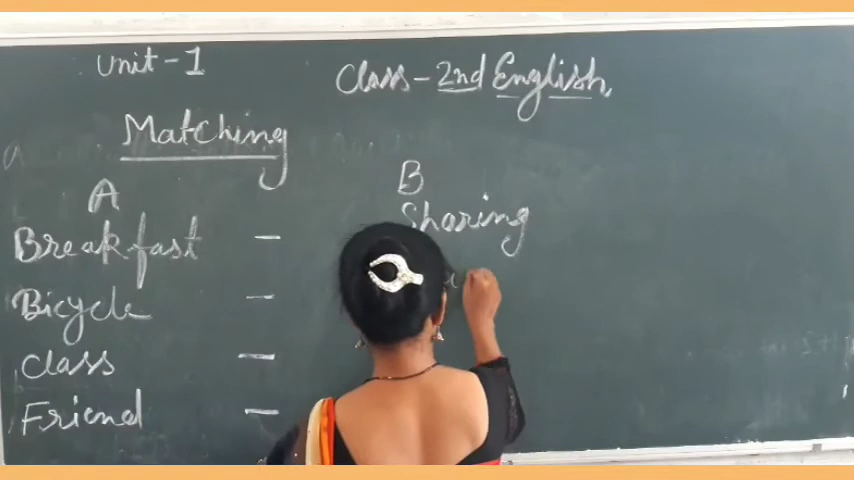 Unit-1
Class-2nd English.
Matching
A
B
Breakfast -
Sharing
Bicycle -
Class -
Friend -